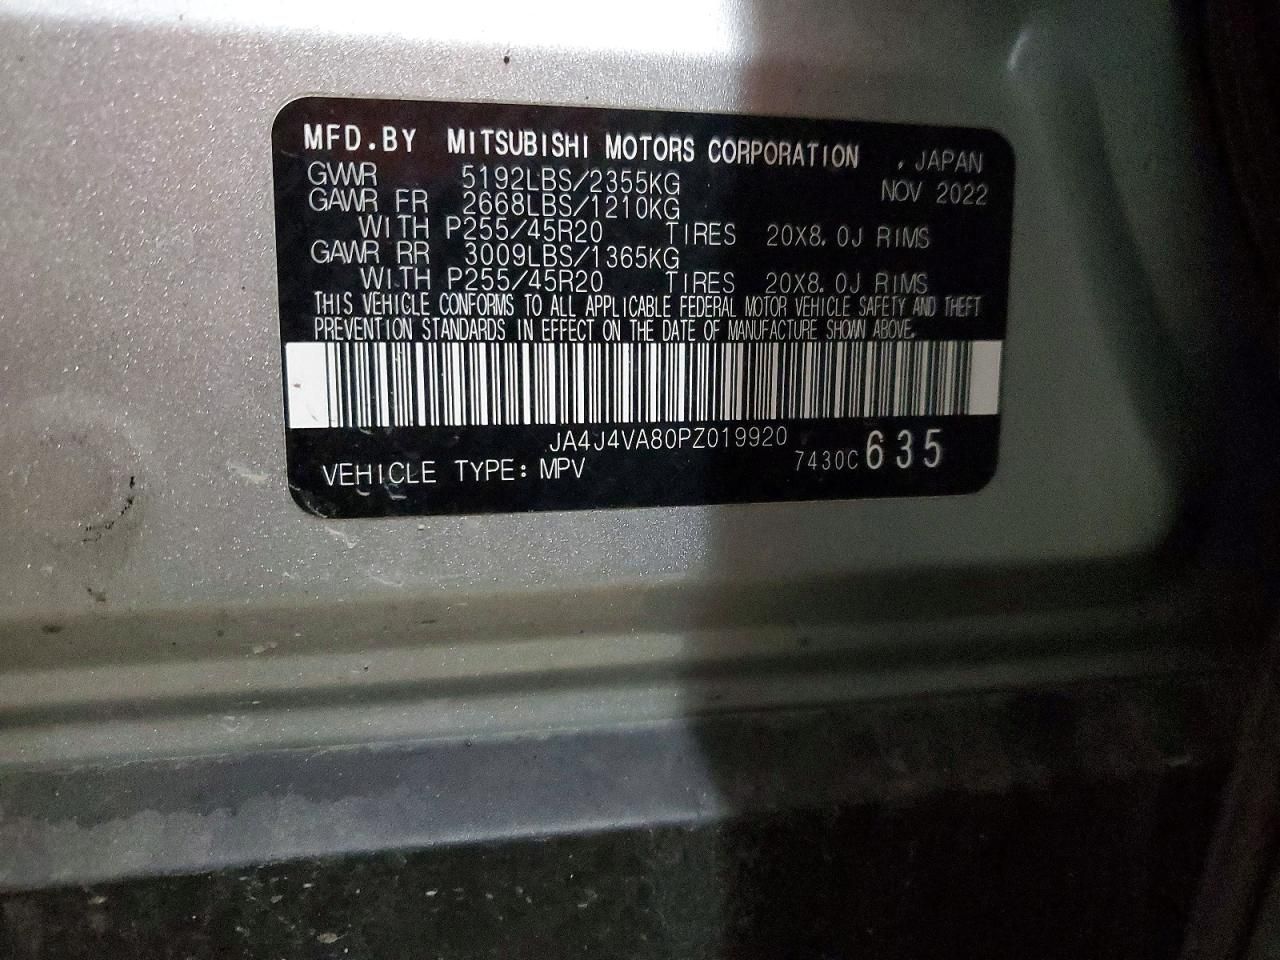 MFD.BY MITSUBISHI MOTORS CORPORATION , JAPAN
GVWR 5192LBS/2355KG NOV 2022
GAWR FR 2668LBS/1210KG
WITH P255/45R20 TIRES 20X8.0J RIMS
GAWR RR 3009LBS/1365KG
WITH P255/45R20 TIRES 20X8.0J RIMS
THIS VEHICLE CONFORMS TO ALL APPLICABLE FEDERAL MOTOR VEHICLE SAFETY AND THEFT
PREVENTION STANDARDS IN EFFECT ON THE DATE OF MANUFACTURE SHOWN ABOVE.
JA4J4VA80PZ019920
VEHICLE TYPE: MPV 7430C 635